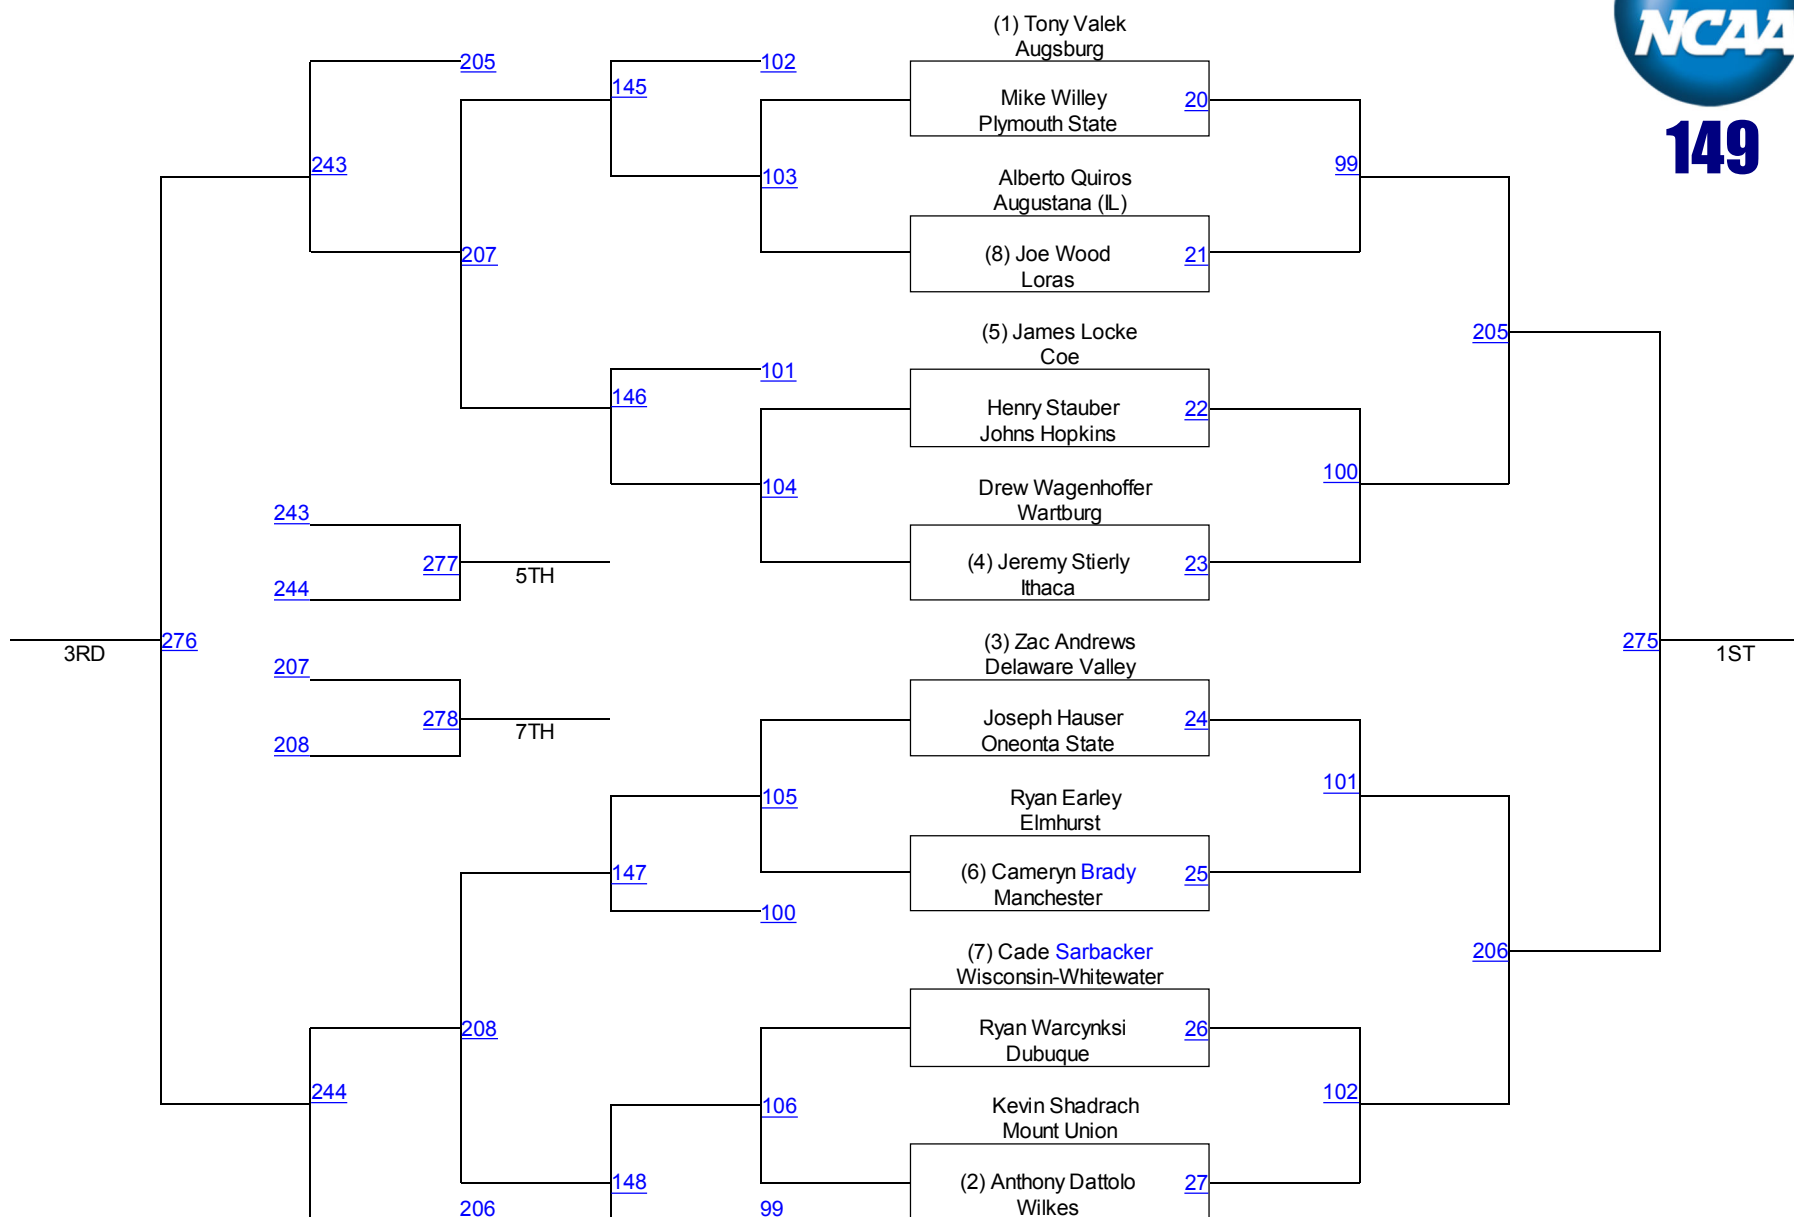 (1) Tony Valek
Augsburg
NCAA
205
102
145
Mike Willey
Plymouth State
20
149
243
99
103
Alberto Quiros
Augustana (IL)
207
(8) Joe Wood
Loras
21
(5) James Locke
Coe
205
101
146
Henry Stauber
Johns Hopkins
22
100
104
Drew Wagenhoffer
Wartburg
243
277
5TH
(4) Jeremy Stierly
Ithaca
23
244
(3) Zac Andrews
Delaware Valley
3RD
276
275
1ST
207
278
7TH
Joseph Hauser
Oneonta State
24
208
101
105
Ryan Earley
Elmhurst
147
(6) Cameryn Brady
Manchester
25
100
(7) Cade Sarbacker
Wisconsin-Whitewater
206
208
Ryan Warcynksi
Dubuque
26
244
102
106
Kevin Shadrach
Mount Union
148
(2) Anthony Dattolo
Wilkes
27
206
99